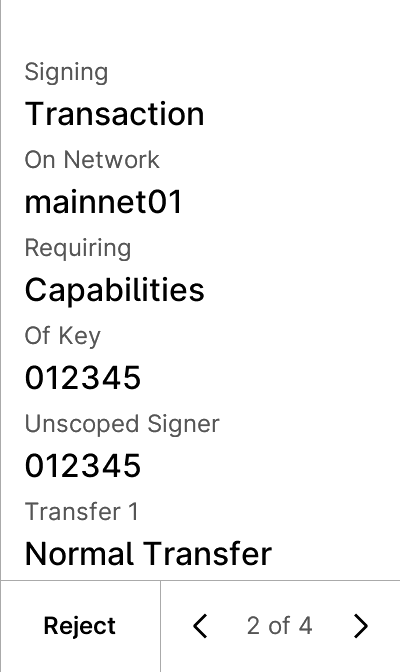 Signing
Transaction
On Network
mainnet01
Requiring
Capabilities
Of Key
012345
Unscoped Signer
012345
Transfer 1
Normal Transfer
Reject
2 of 4